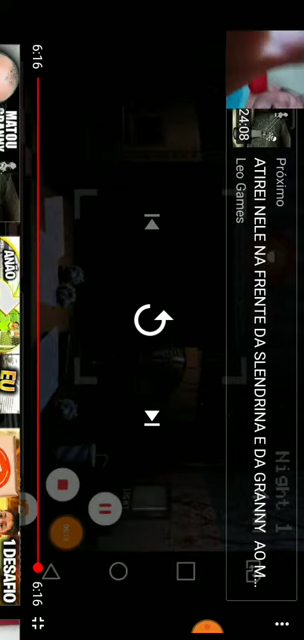 Próximo
ATIREI NELE NA FRENTE DA SLENDRINA E DA GRANNY AO M...
Leo Games
24:08
Night 1
6:16
6:16
MATOU
GRANNY
ANÃO
EU
1 DESAFIO